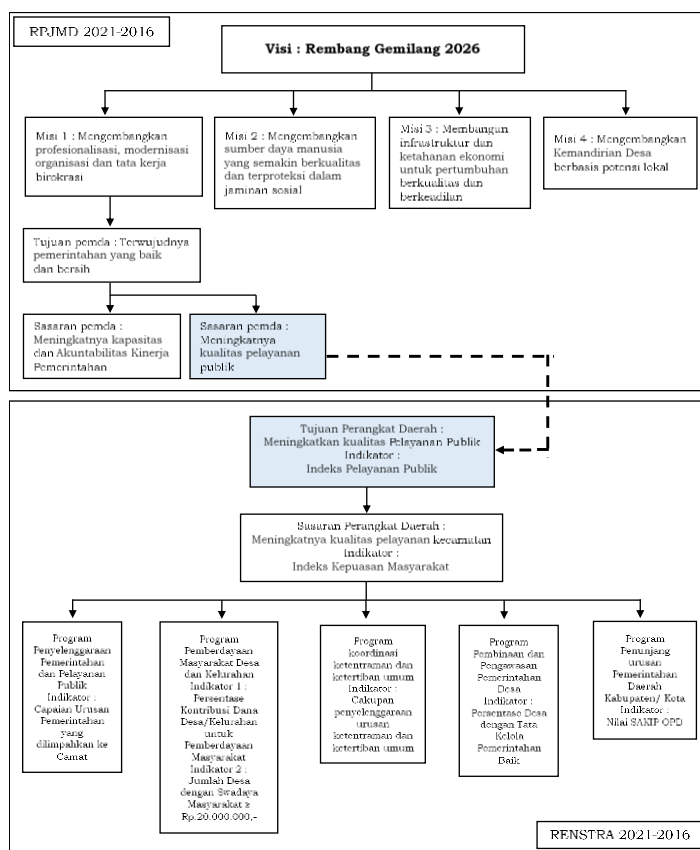 RPJMD 2021-2016
Visi : Rembang Gemilang 2026
Misi 1 : Mengembangkan
profesionalisasi, modernisasi
organisasi dan tata kerja
birokrasi
Misi 2 : Mengembangkan
sumber daya manusia
yang semakin berkualitas
dan terproteksi dalam
jaminan sosial
Misi 3 : Membangun
infrastruktur dan
ketahanan ekonomi
untuk pertumbuhan
berkualitas dan
berkeadilan
Misi 4 : Mengembangkan
Kemandirian Desa
berbasis potensi lokal
Tujuan pemda : Terwujudnya
pemerintahan yang baik
dan bersih
Sasaran pemda :
Meningkatnya kapasitas
dan Akuntabilitas Kinerja
Pemerintahan
Sasaran pemda :
Meningkatnya
kualitas pelayanan
publik
Tujuan Perangkat Daerah :
Meningkatkan kualitas Pelayanan Publik
Indikator :
Indeks Pelayanan Publik
Sasaran Perangkat Daerah :
Meningkatnya kualitas pelayanan kecamatan
Indikator :
Indeks Kepuasan Masyarakat
Program
Penyelenggaraan
Pemerintahan
dan Pelayanan
Publik
Indikator :
Capaian Urusan
Pemerintahan
yang
dilimpahkan ke
Camat
Program
Pemberdayaan
Masyarakat Desa
dan Kelurahan
Indikator 1 :
Persentase
Kontribusi Dana
Desa/Kelurahan
untuk
Pemberdayaan
Masyarakat
Indikator 2 :
Jumlah Desa
dengan Swadaya
Masyarakat ≥
Rp.20.000.000,-
Program
koordinasi
ketentraman dan
ketertiban umum
Indikator :
Cakupan
penyelenggaraan
urusan
ketentraman dan
ketertiban umum
Program
Pembinaan dan
Pengawasan
Pemerintahan
Desa
Indikator :
Persentase Desa
dengan Tata
Kelola
Pemerintahan
Baik
Program
Penunjang
urusan
Pemerintahan
Daerah
Kabupaten/ Kota
Indikator :
Nilai SAKIP OPD
RENSTRA 2021-2016